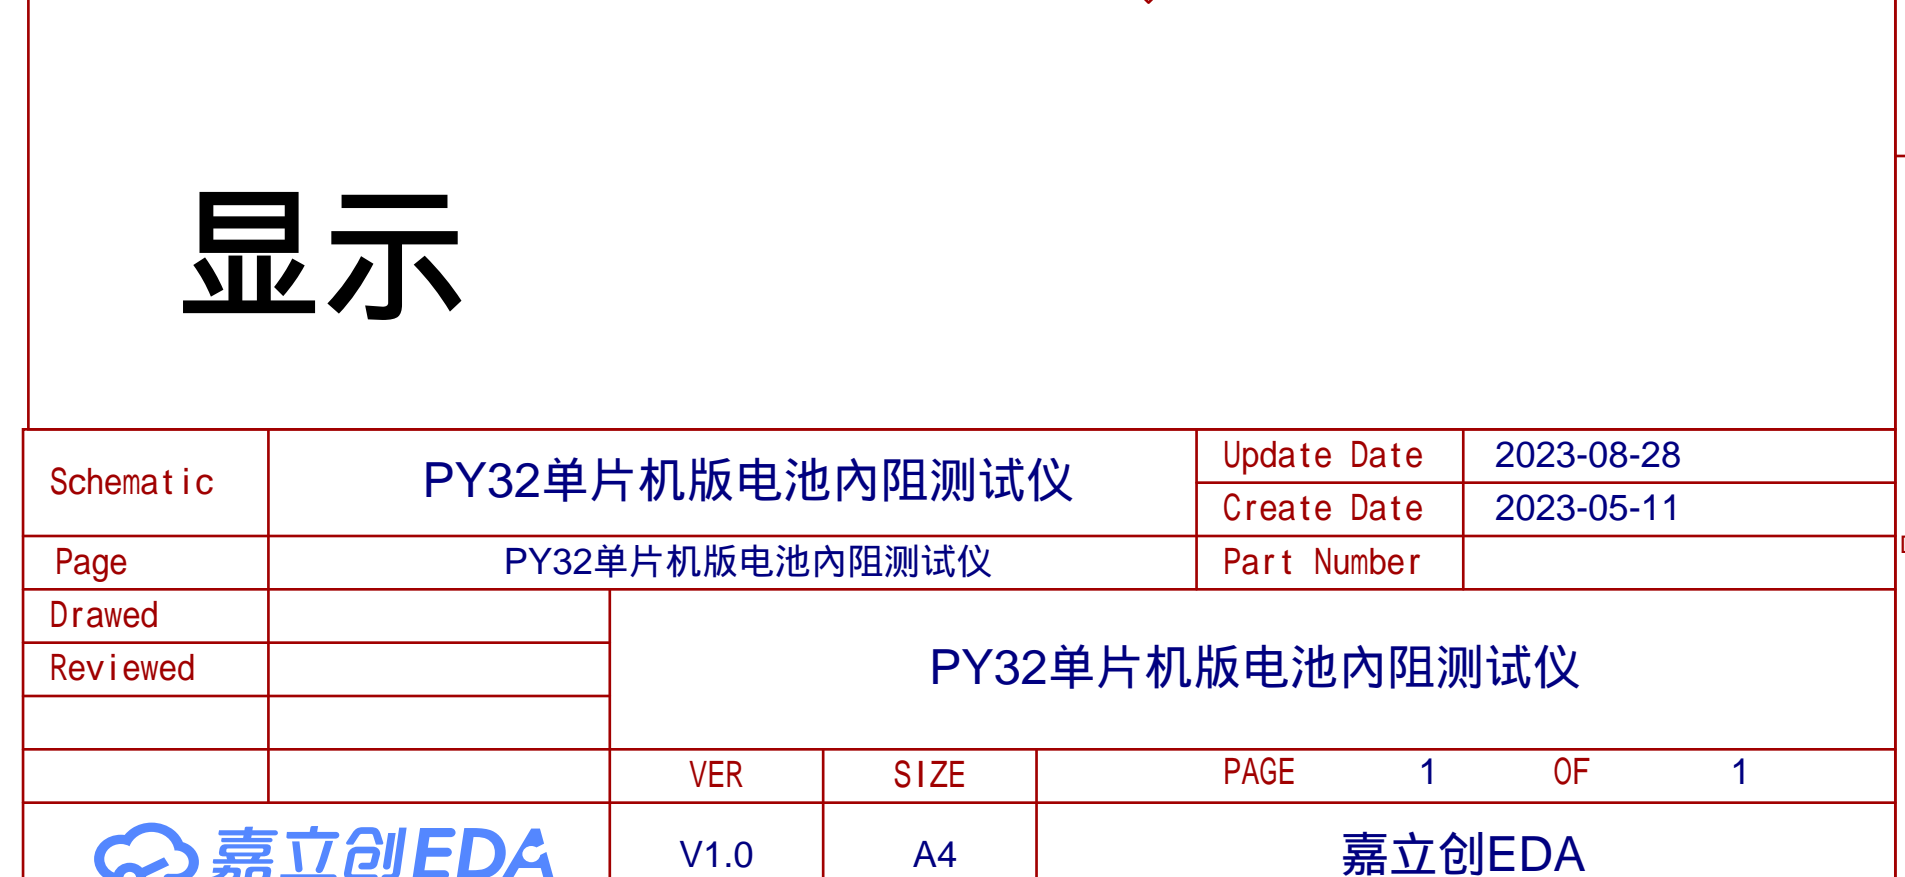 显示
Schematic
PY32单片机版电池內阻测试仪
Update Date 2023-08-28
Create Date 2023-05-11
Page
PY32单片机版电池內阻测试仪
Part Number
Drawed
Reviewed
PY32单片机版电池內阻测试仪
VER SIZE PAGE 1 OF 1
嘉立创EDA
V1.0 A4 嘉立创EDA